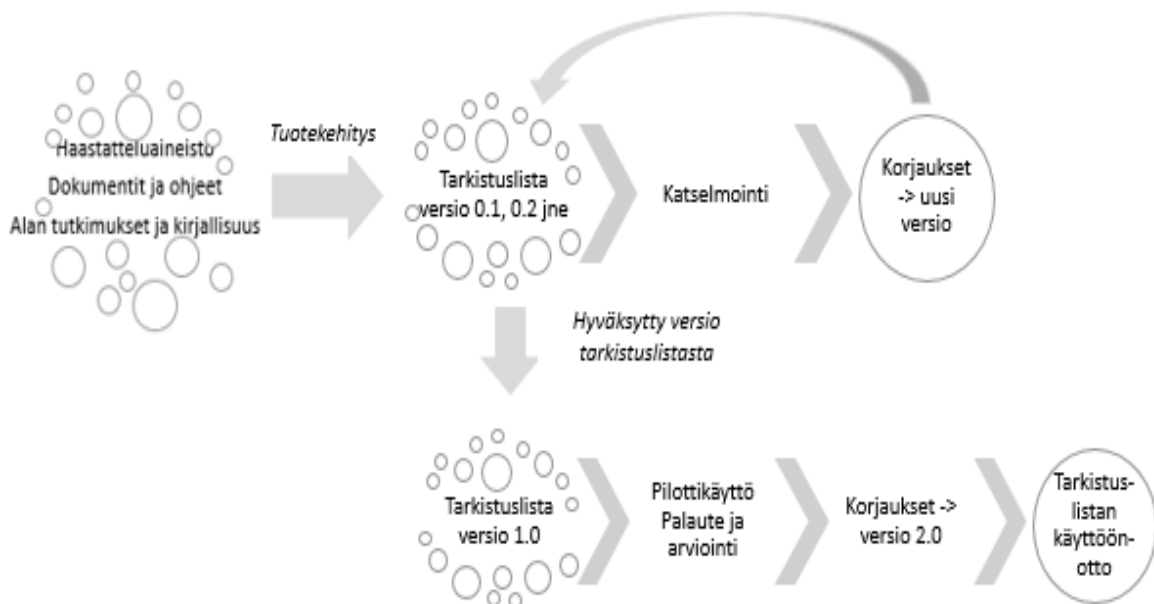 Haastatteluaineisto
Dokumentit ja ohjeet
Alan tutkimukset ja kirjallisuus
Tuotekehitys
Tarkistuslista
versio 0.1, 0.2 jne
Katselmointi
Korjaukset
-> uusi
versio
Hyväksytty versio
tarkistuslistasta
Tarkistuslista
versio 1.0
Pilottikäyttö
Palaute ja
arviointi
Korjaukset ->
versio 2.0
Tarkistus-
listan
käyttöön-
otto